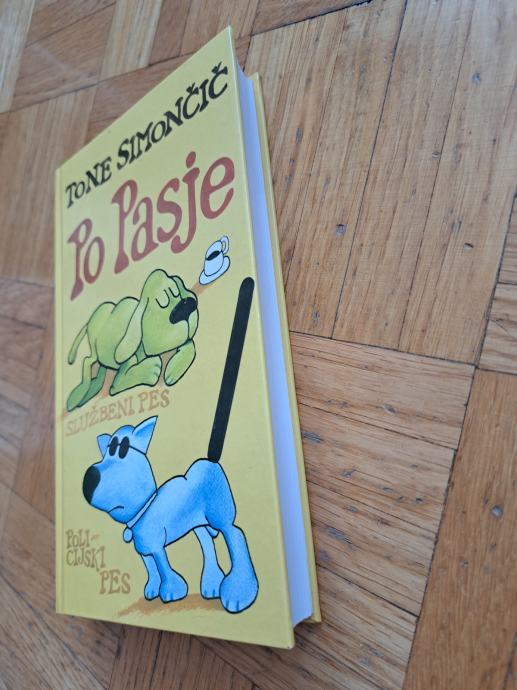 TONE SIMONČIČ
Po Pasje
SLUŽBENI PES
POLI-
CIJSKI
PES